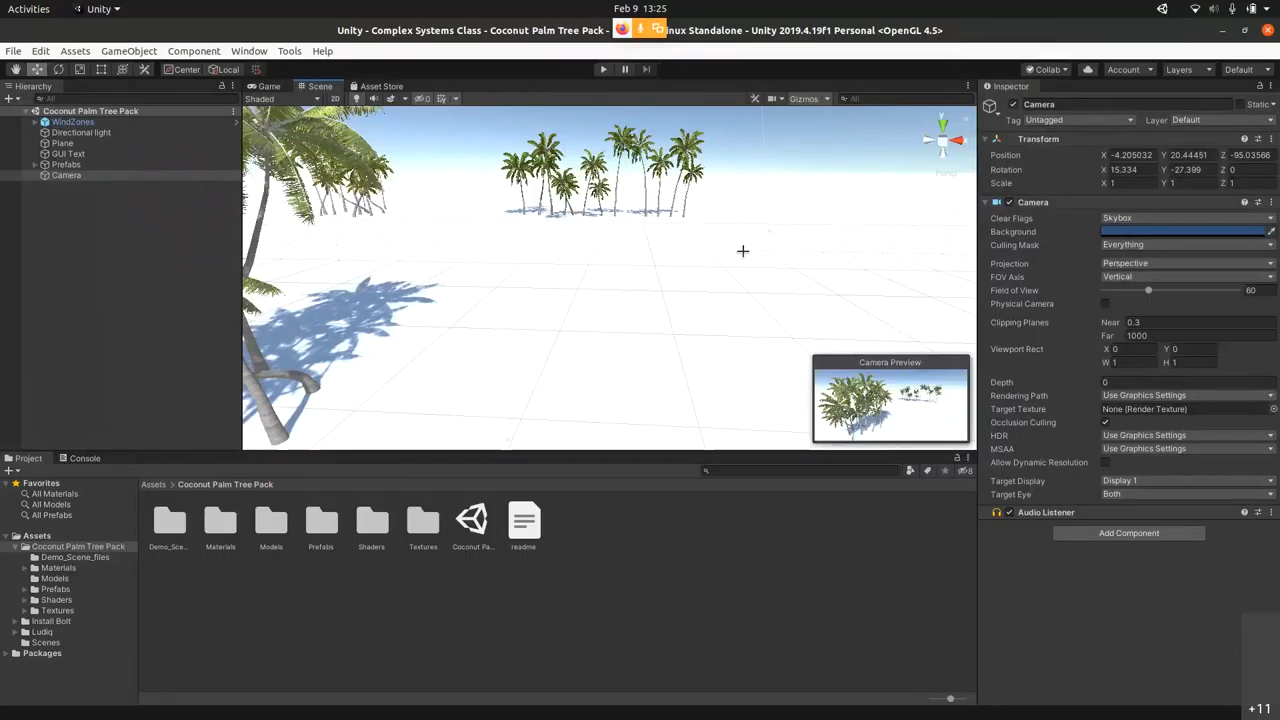 Activities Unity Feb 9 13:25
Unity - Complex Systems Class - Coconut Palm Tree Pack - nux Standalone - Unity 2019.4.19f1 Personal <OpenGL 4.5>
File Edit Assets GameObject Component Window Tools Help
Center Local Collab Account Layers Default
Hierarchy
All
Coconut Palm Tree Pack
WindZones
Directional light
Plane
GUI Text
Prefabs
Camera
Game Scene Asset Store
Shaded 2D 0 Gizmos All
y
Persp
Camera Preview
Inspector
Camera Static
Tag Untagged Layer Default
Transform
Position X -4.205032 Y 20.44451 Z -95.03566
Rotation X 15.334 Y -27.399 Z 0
Scale X 1 Y 1 Z 1
Camera
Clear Flags Skybox
Background
Culling Mask Everything
Projection Perspective
FOV Axis Vertical
Field of View 60
Physical Camera
Clipping Planes Near 0.3
Far 1000
Viewport Rect X 0 Y 0
W 1 H 1
Depth 0
Rendering Path Use Graphics Settings
Target Texture None (Render Texture)
Occlusion Culling
HDR Use Graphics Settings
MSAA Use Graphics Settings
Allow Dynamic Resolution
Target Display Display 1
Target Eye Both
Audio Listener
Add Component
Project Console
8
Favorites
All Materials
All Models
All Prefabs
Assets
Coconut Palm Tree Pack
Demo_Scene_files
Materials
Models
Prefabs
Shaders
Textures
Install Bolt
Ludiq
Scenes
Packages
Assets > Coconut Palm Tree Pack
Demo_Sce... Materials Models Prefabs Shaders Textures Coconut Pa... readme
+11